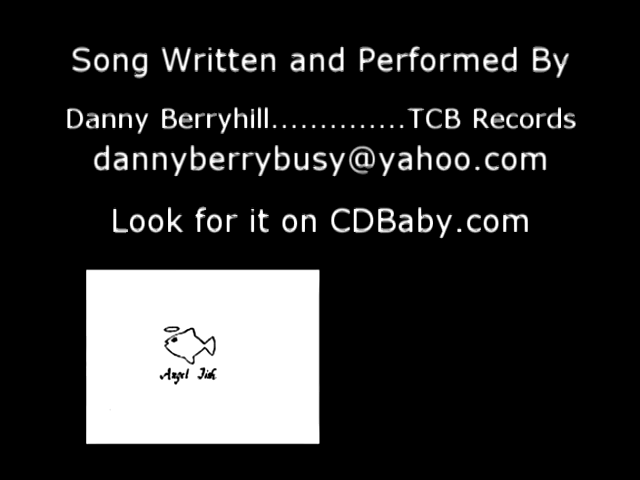 Song Written and Performed By
Danny Berryhill..............TCB Records
dannyberrybusy@yahoo.com
Look for it on CDBaby.com
Angel Fish